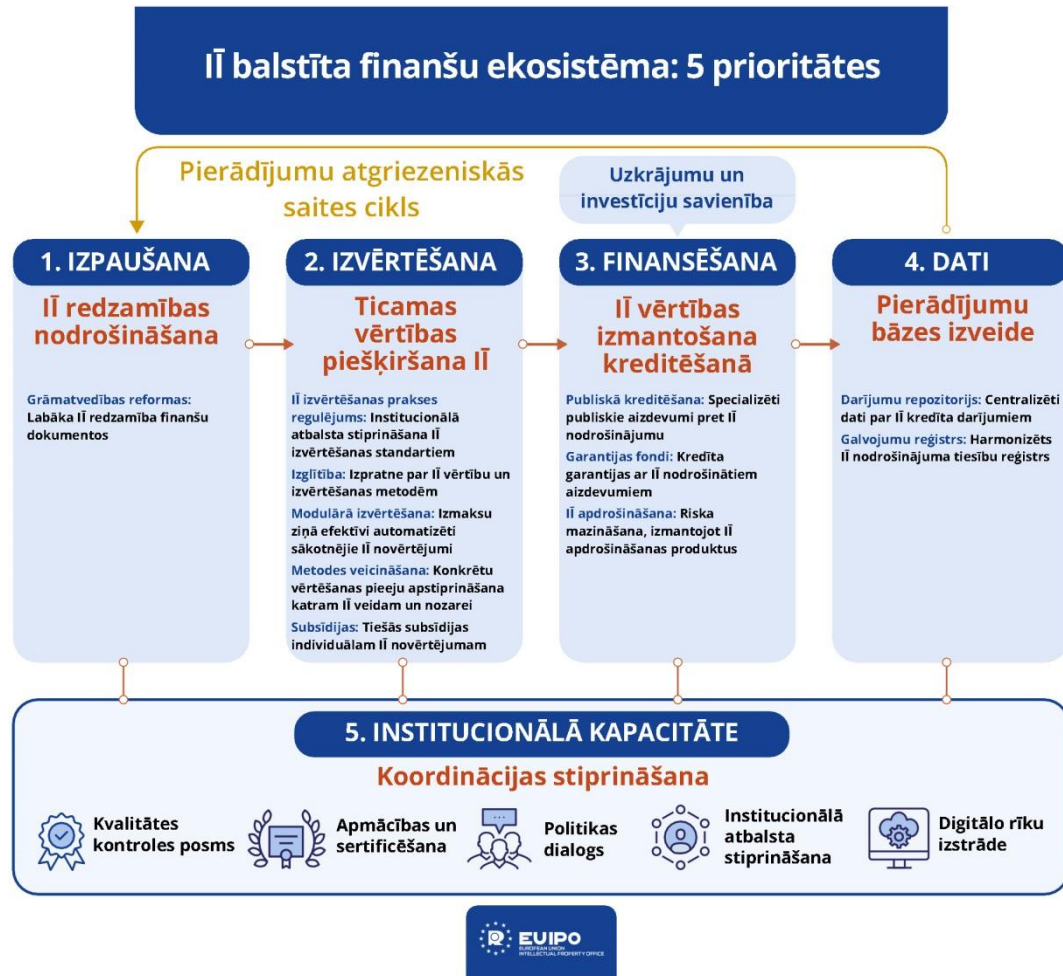 IĪ balstīta finanšu ekosistēma: 5 prioritātes
Pierādījumu atgriezeniskās
saites cikls
Uzkrājumu un
investīciju savienība
1. IZPAUŠANA
IĪ redzamības
nodrošināšana
Grāmatvedības reformas:
Labāka IĪ redzamība finanšu
dokumentos
2. IZVĒRTĒŠANA
Ticamas
vērtības
piešķiršana IĪ
IĪ izvērtēšanas prakses
regulējums: Institucionālā
atbalsta stiprināšana IĪ
izvērtēšanas standartiem
Izglītība: Izpratne par IĪ vērtību un
izvērtēšanas metodēm
Modulārā izvērtēšana: Izmaksu
ziņā efektīvi automatizēti
sākotnējie IĪ novērtējumi
Metodes veicināšana: Konkrētu
vērtēšanas pieeju apstiprināšana
katram IĪ veidam un nozarei
Subsīdijas: Tiešās subsīdijas
individuālam IĪ novērtējumam
3. FINANSĒŠANA
IĪ vērtības
izmantošana
kreditēšanā
Publiskā kreditēšana: Specializēti
publiskie aizdevumi pret IĪ
nodrošinājumu
Garantijas fondi: Kredīta
garantijas ar IĪ nodrošinātiem
aizdevumiem
IĪ apdrošināšana: Riska
mazināšana, izmantojot IĪ
apdrošināšanas produktus
4. DATI
Pierādījumu
bāzes izveide
Darījumu repozitorijs: Centralizēti
dati par IĪ kredīta darījumiem
Galvojumu reģistrs: Harmonizēts
IĪ nodrošinājuma tiesību reģistrs
5. INSTITUCIONĀLĀ KAPACITĀTE
Koordinācijas stiprināšana
Kvalitātes
kontroles posms
Apmācības un
sertificēšana
Politikas
dialogs
Institucionālā
atbalsta
stiprināšana
Digitālo rīku
izstrāde
EUIPO
EUROPEAN UNION
INTELLECTUAL PROPERTY OFFICE